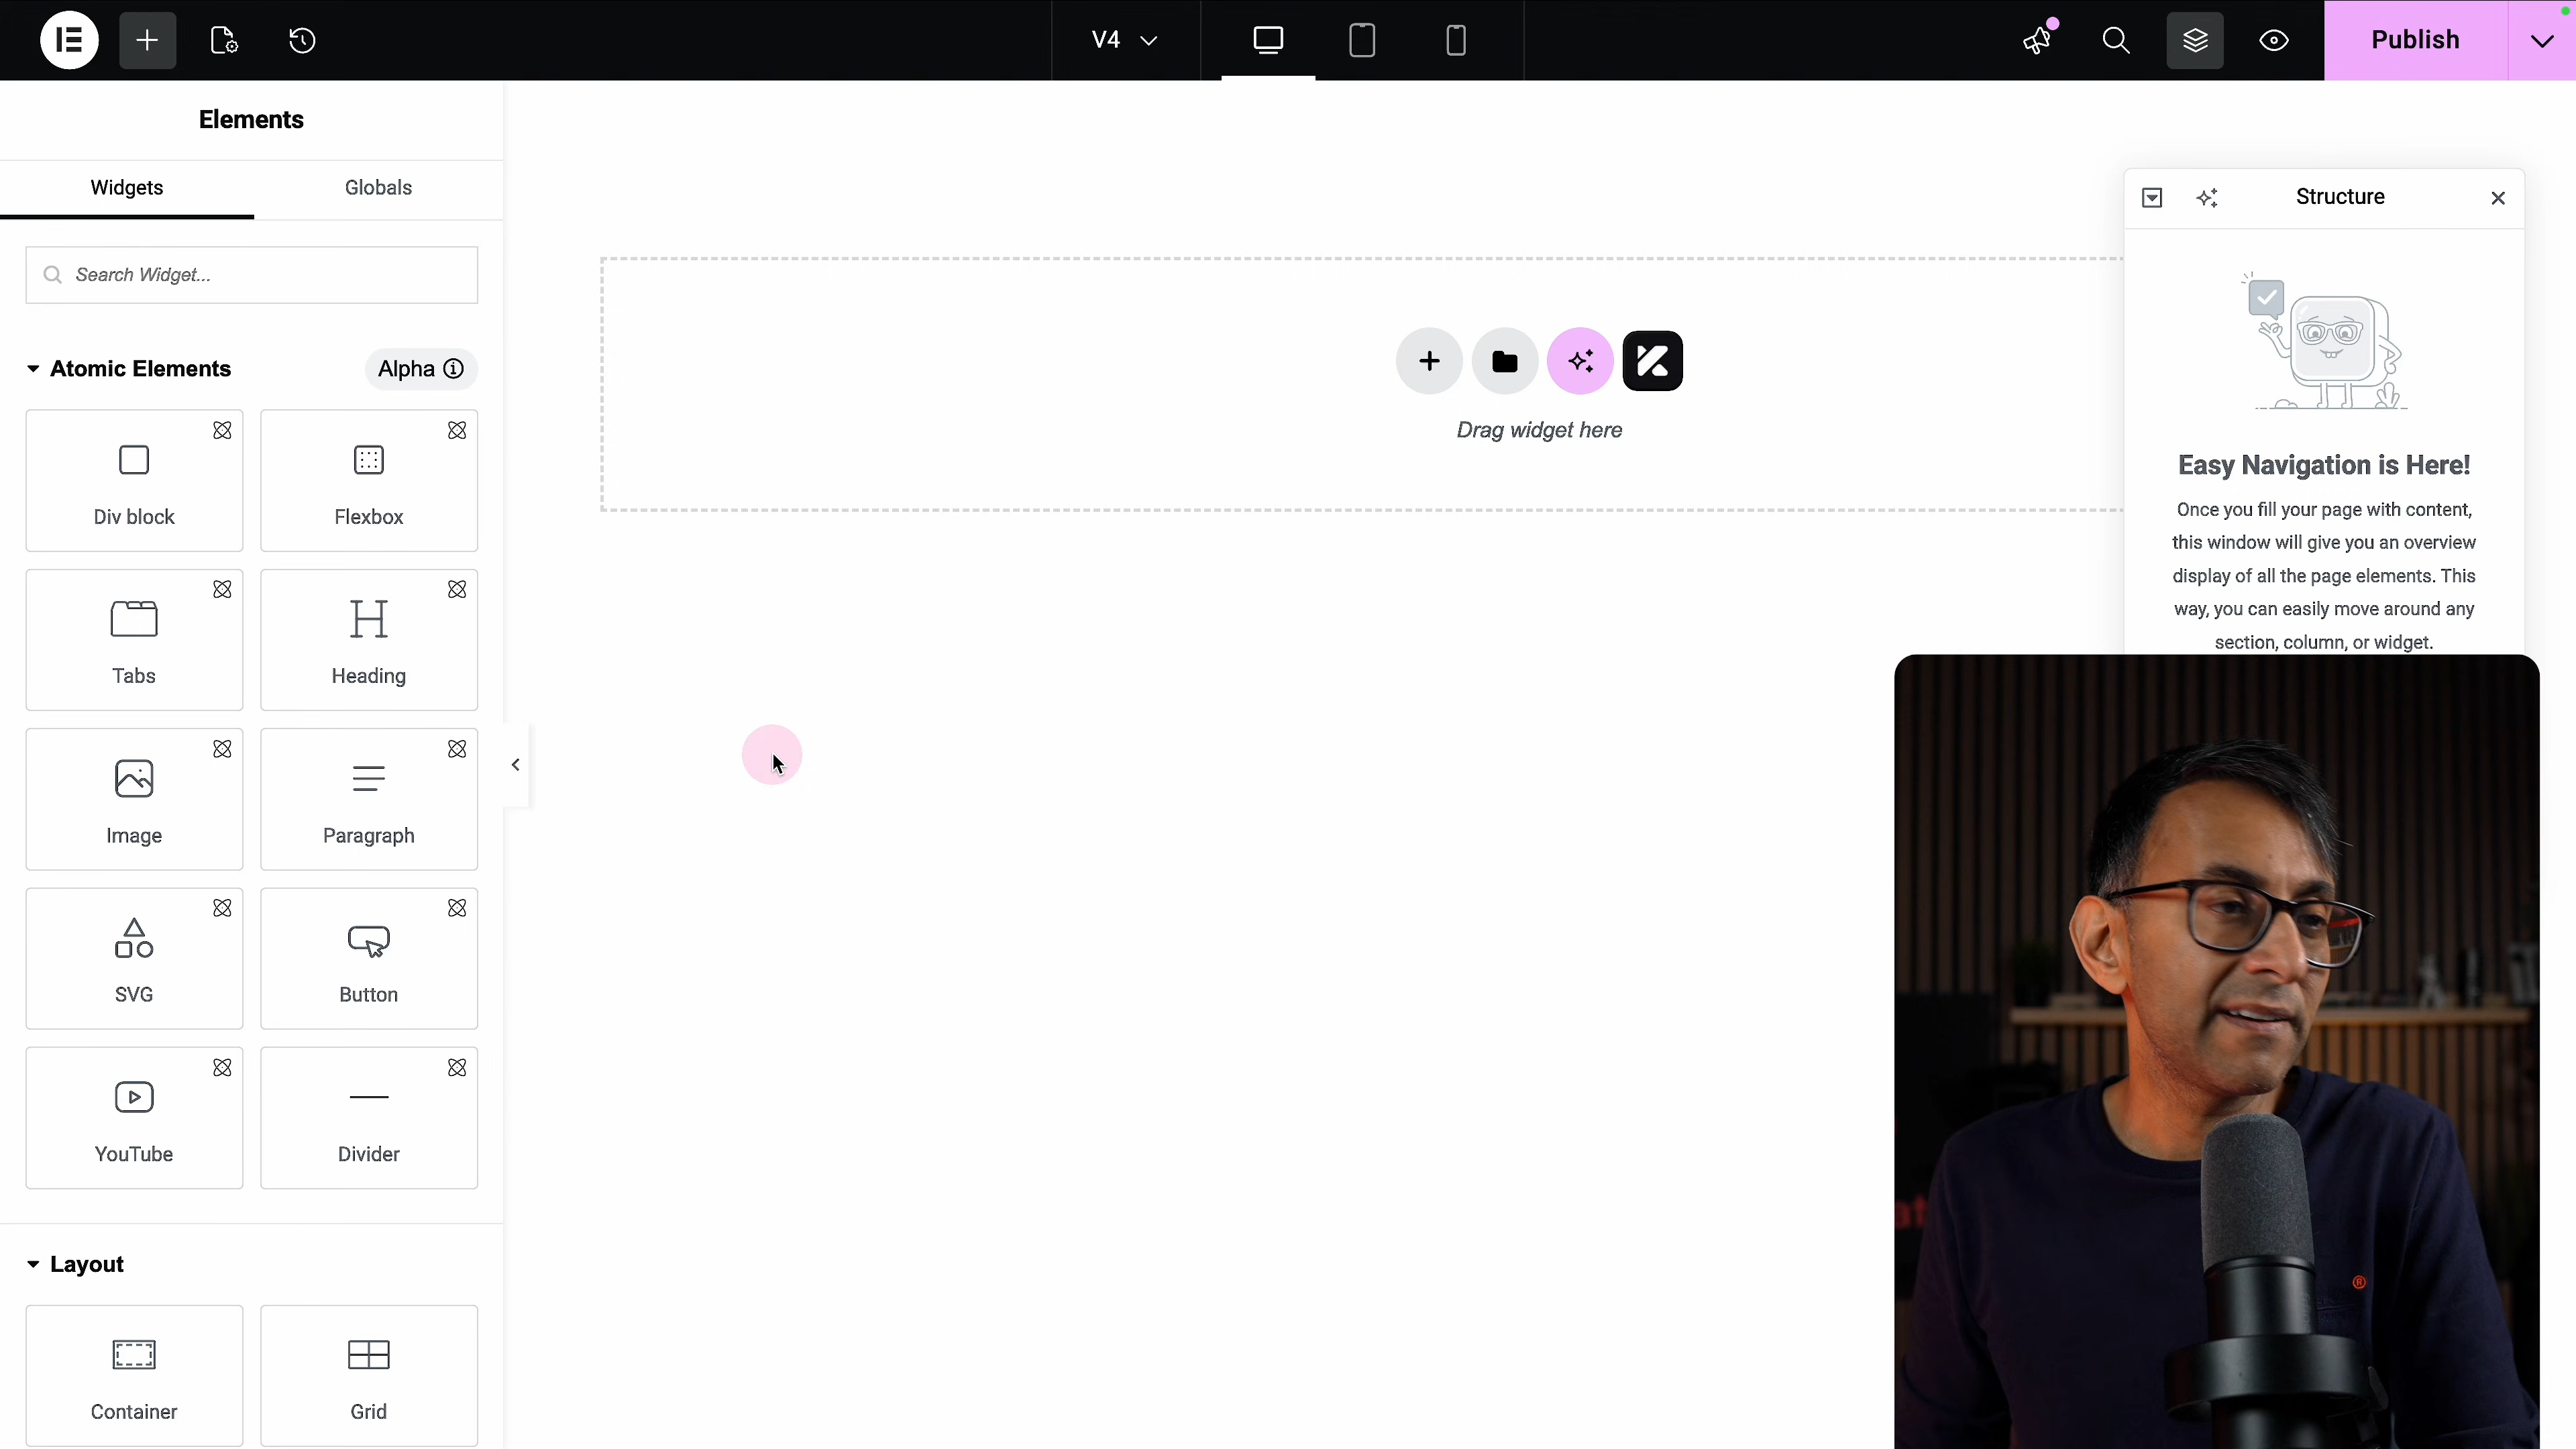 V4
Publish
Elements
Widgets
Globals
Search Widget...
Atomic Elements
Alpha
Div block
Flexbox
Tabs
Heading
Image
Paragraph
SVG
Button
YouTube
Divider
Layout
Container
Grid
Drag widget here
Structure
Easy Navigation is Here!
Once you fill your page with content,
this window will give you an overview
display of all the page elements. This
way, you can easily move around any
section, column, or widget.
at
®